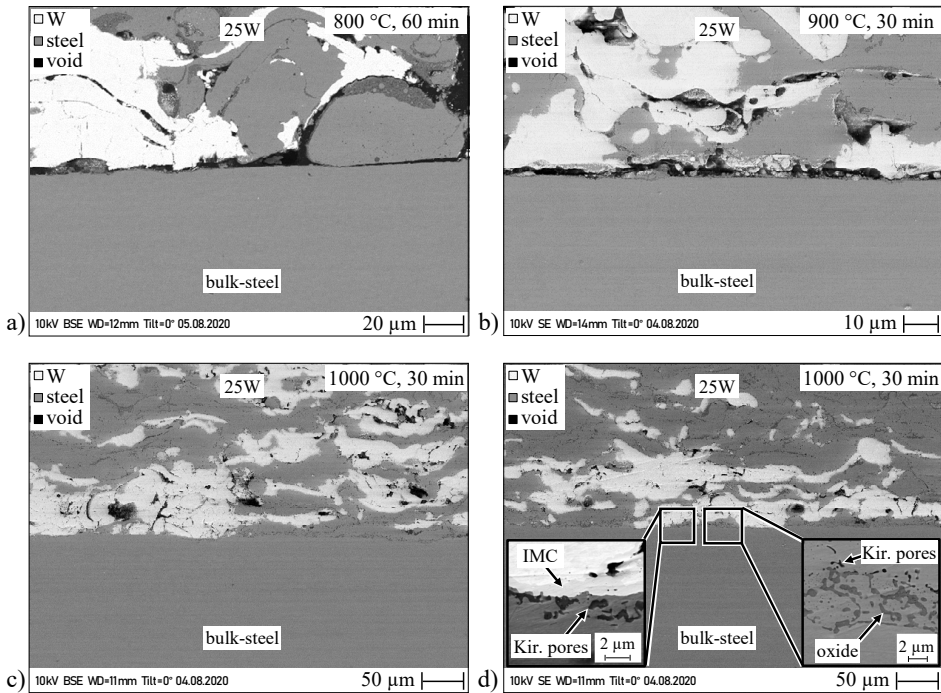 W
steel
void
25W
800 °C, 60 min
bulk-steel
a)
10kV BSE WD=12mm Tilt=0° 05.08.2020
20 µm
W
steel
void
25W
900 °C, 30 min
bulk-steel
b)
10kV SE WD=14mm Tilt=0° 04.08.2020
10 µm
W
steel
void
25W
1000 °C, 30 min
bulk-steel
c)
10kV BSE WD=11mm Tilt=0° 04.08.2020
50 µm
W
steel
void
25W
1000 °C, 30 min
IMC
Kir. pores
2 µm
bulk-steel
Kir. pores
oxide
2 µm
d)
10kV SE WD=11mm Tilt=0° 04.08.2020
50 µm